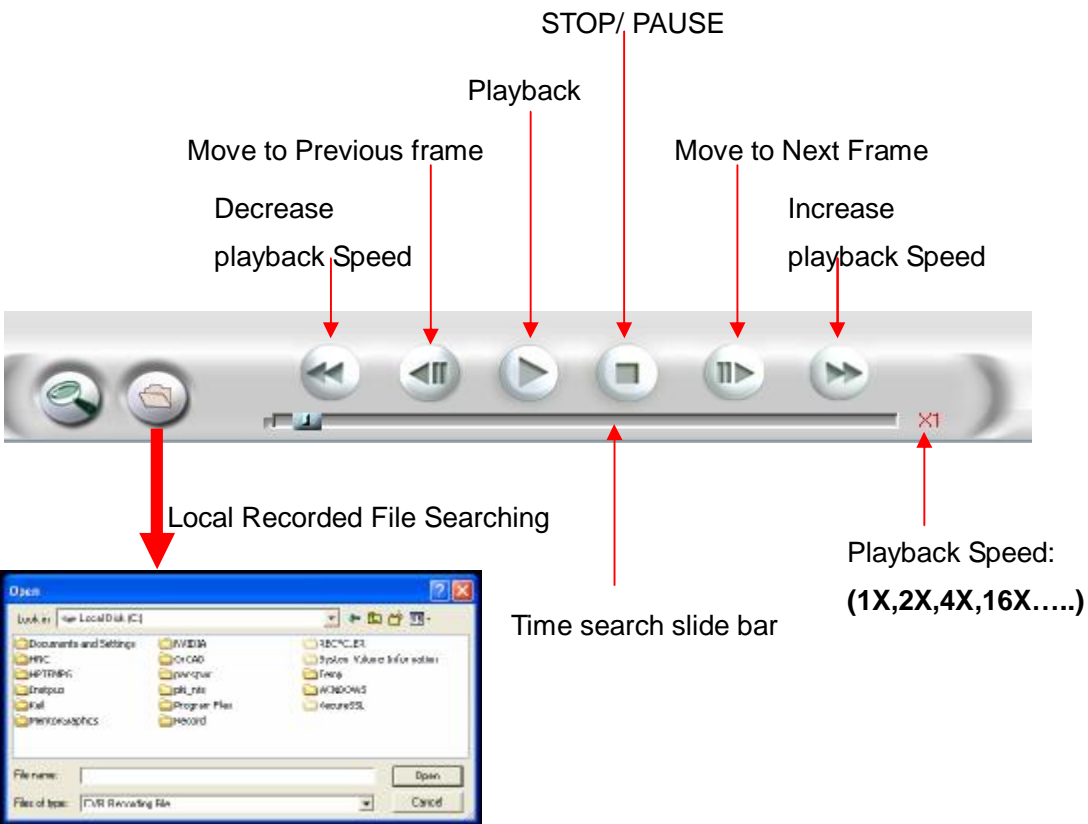 STOP/ PAUSE
Playback
Move to Previous frame
Move to Next Frame
Decrease
playback Speed
Increase
playback Speed
X1
Local Recorded File Searching
Playback Speed:
(1X,2X,4X,16X…..)
Time search slide bar
Open
Look in: Local Disk (C:)
Documents and Settings
NVIDIA
RECYCLER
OrCAD
System Volume Information
Temp
WINDOWS
Program Files
MentorGraphics
Record
File name:
Open
Files of type: DVR Recording File
Cancel